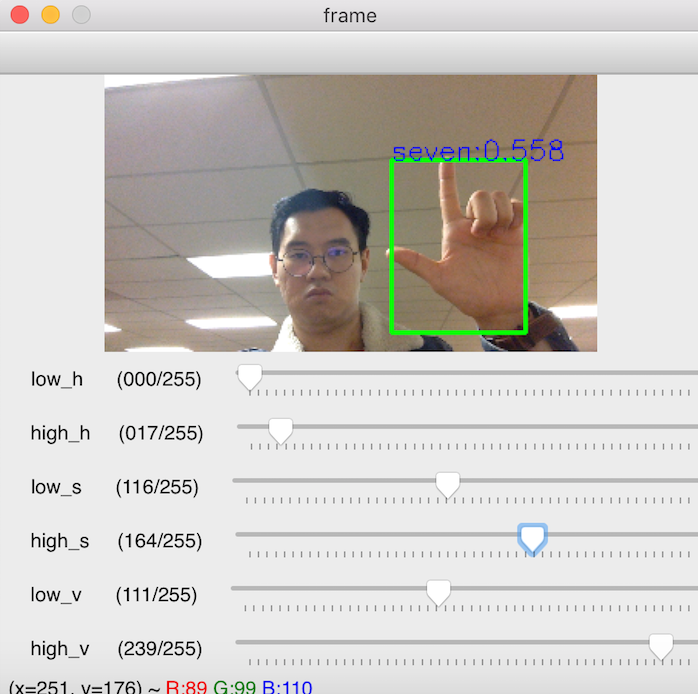 frame
seven:0.558
low_h (000/255)
high_h (017/255)
low_s (116/255)
high_s (164/255)
low_v (111/255)
high_v (239/255)
(x=251, y=176) ~ R:89 G:99 B:110